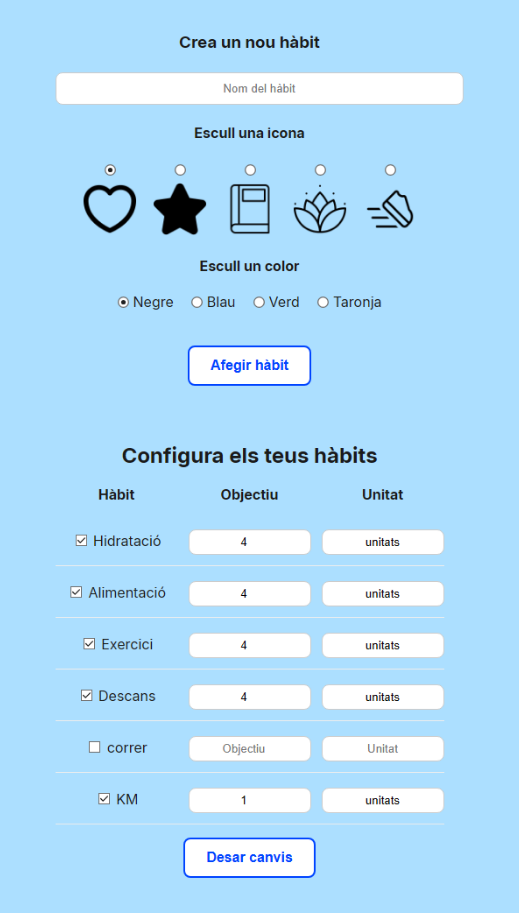 Crea un nou hàbit
Nom del hàbit
Escull una icona
Escull un color
Negre Blau Verd Taronja
Afegir hàbit
Configura els teus hàbits
Hàbit Objectiu Unitat
Hidratació 4 unitats
Alimentació 4 unitats
Exercici 4 unitats
Descans 4 unitats
correr Objectiu Unitat
KM 1 unitats
Desar canvis